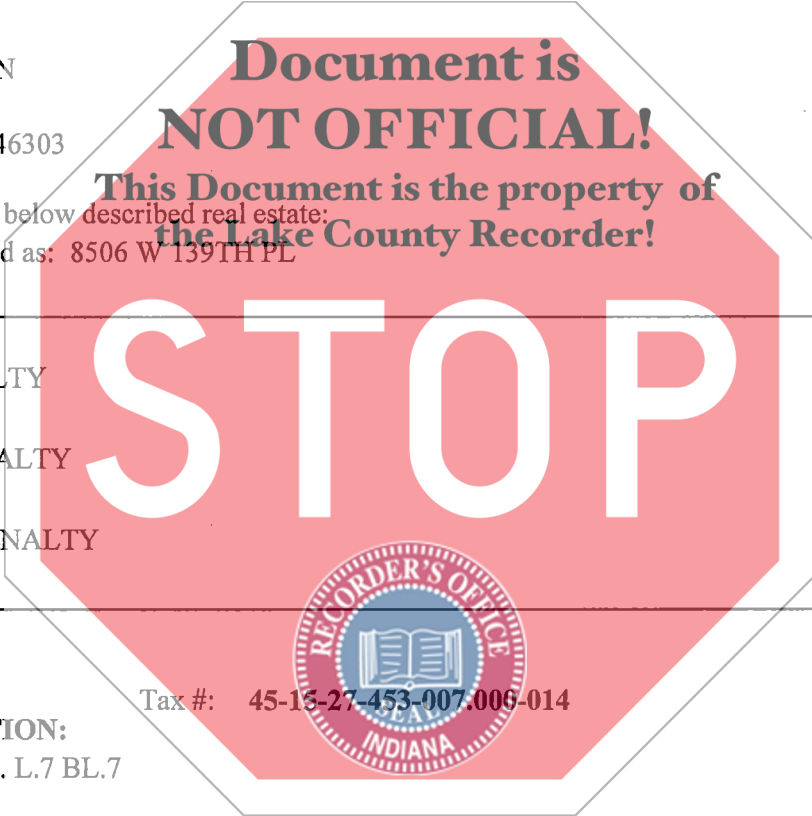 N
Document is
NOT OFFICIAL!
46303
This Document is the property of
below described real estate:
the Lake County Recorder!
d as: 8506 W 139TH PL
STOP
LTY
ALTY
NALTY
RECORDER'S OFFICE
SEAL
INDIANA
Tax #: 45-15-27-453-007.000-014
ION:
. L.7 BL.7